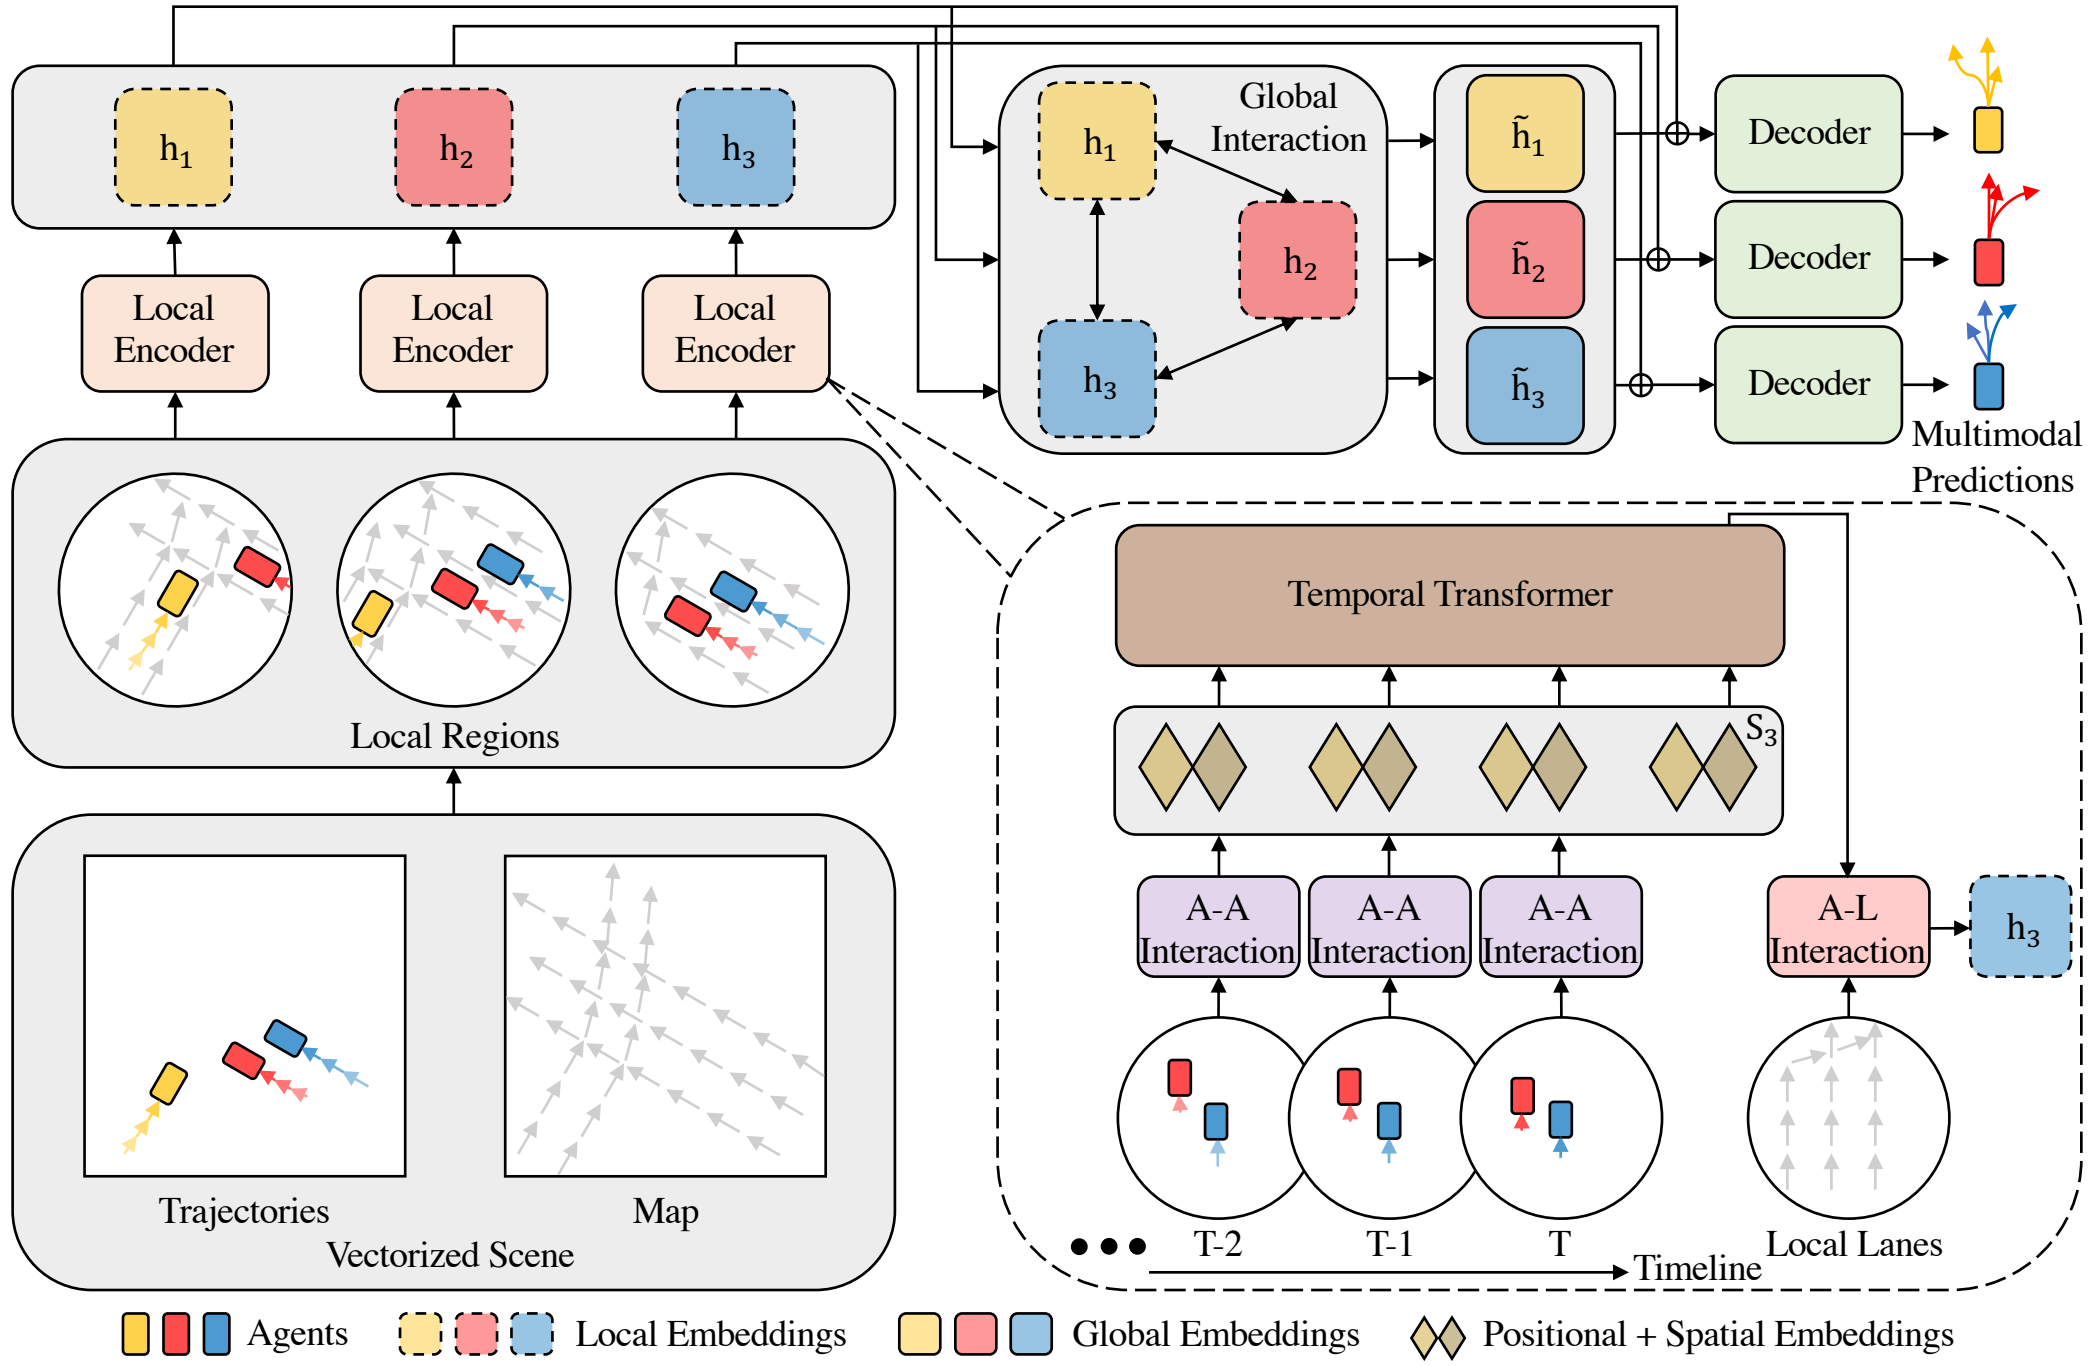 h₁
h₂
h₃
Local
Encoder
Local
Encoder
Local
Encoder
Local Regions
Trajectories
Map
Vectorized Scene
Global
Interaction
h₁
h₂
h₃
h̃₁
h̃₂
h̃₃
Decoder
Decoder
Decoder
Multimodal
Predictions
Temporal Transformer
S₃
A-A
Interaction
A-A
Interaction
A-A
Interaction
A-L
Interaction
h₃
T-2
T-1
T
Local Lanes
Timeline
Agents
Local Embeddings
Global Embeddings
Positional + Spatial Embeddings